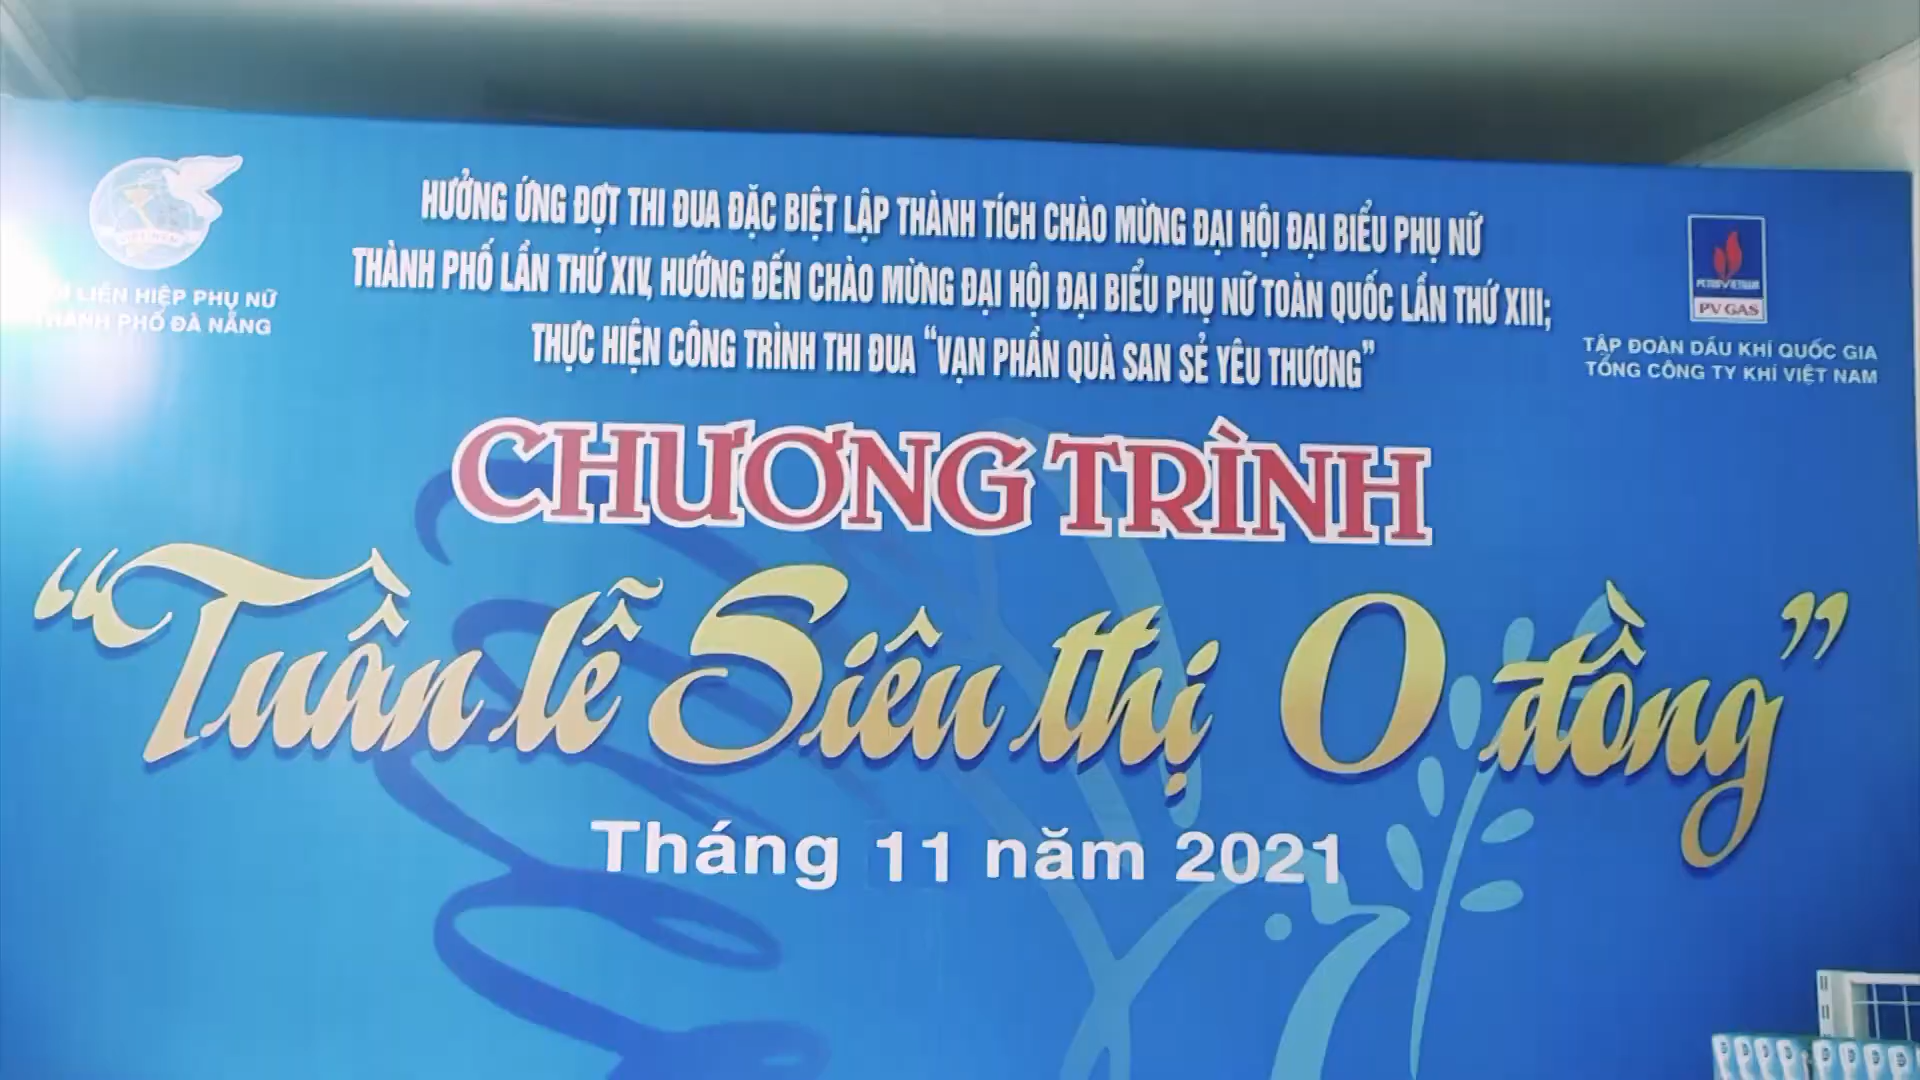 VIỆT NAM
LIÊN HIỆP PHỤ NỮ
THÀNH PHỐ ĐÀ NẴNG
HƯỞNG ỨNG ĐỢT THI ĐUA ĐẶC BIỆT LẬP THÀNH TÍCH CHÀO MỪNG ĐẠI HỘI ĐẠI BIỂU PHỤ NỮ
THÀNH PHỐ LẦN THỨ XIV, HƯỚNG ĐẾN CHÀO MỪNG ĐẠI HỘI ĐẠI BIỂU PHỤ NỮ TOÀN QUỐC LẦN THỨ XIII;
THỰC HIỆN CÔNG TRÌNH THI ĐUA “VẠN PHẦN QUÀ SAN SẺ YÊU THƯƠNG”
PETROVIETNAM
PV GAS
TẬP ĐOÀN DẦU KHÍ QUỐC GIA
TỔNG CÔNG TY KHÍ VIỆT NAM
CHƯƠNG TRÌNH
“Tuần lễ Siêu thị 0 đồng”
Tháng 11 năm 2021